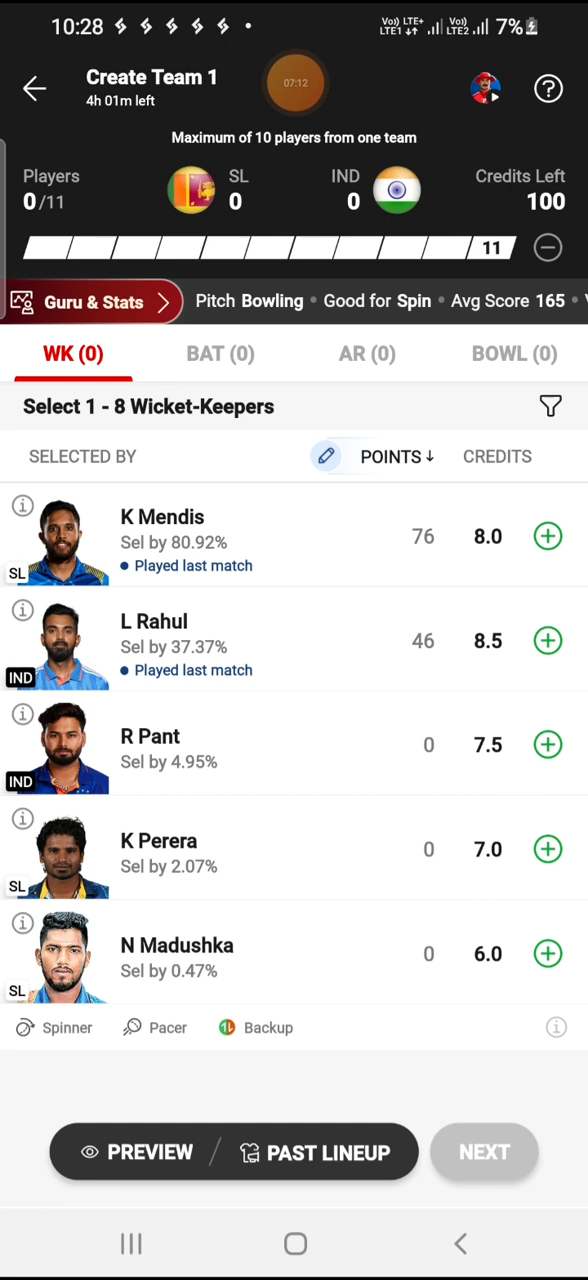 10:28
Vo) LTE+ LTE1 Vo) LTE2 7%
Create Team 1
4h 01m left
07:12
?
Maximum of 10 players from one team
Players
0/11
SL
0
IND
0
Credits Left
100
11
Guru & Stats
Pitch Bowling • Good for Spin • Avg Score 165 •
WK (0)
BAT (0)
AR (0)
BOWL (0)
Select 1 - 8 Wicket-Keepers
SELECTED BY
POINTS↓
CREDITS
K Mendis
Sel by 80.92%
• Played last match
SL
76
8.0
L Rahul
Sel by 37.37%
• Played last match
IND
46
8.5
R Pant
Sel by 4.95%
IND
0
7.5
K Perera
Sel by 2.07%
SL
0
7.0
N Madushka
Sel by 0.47%
SL
0
6.0
Spinner
Pacer
Backup
PREVIEW / PAST LINEUP
NEXT